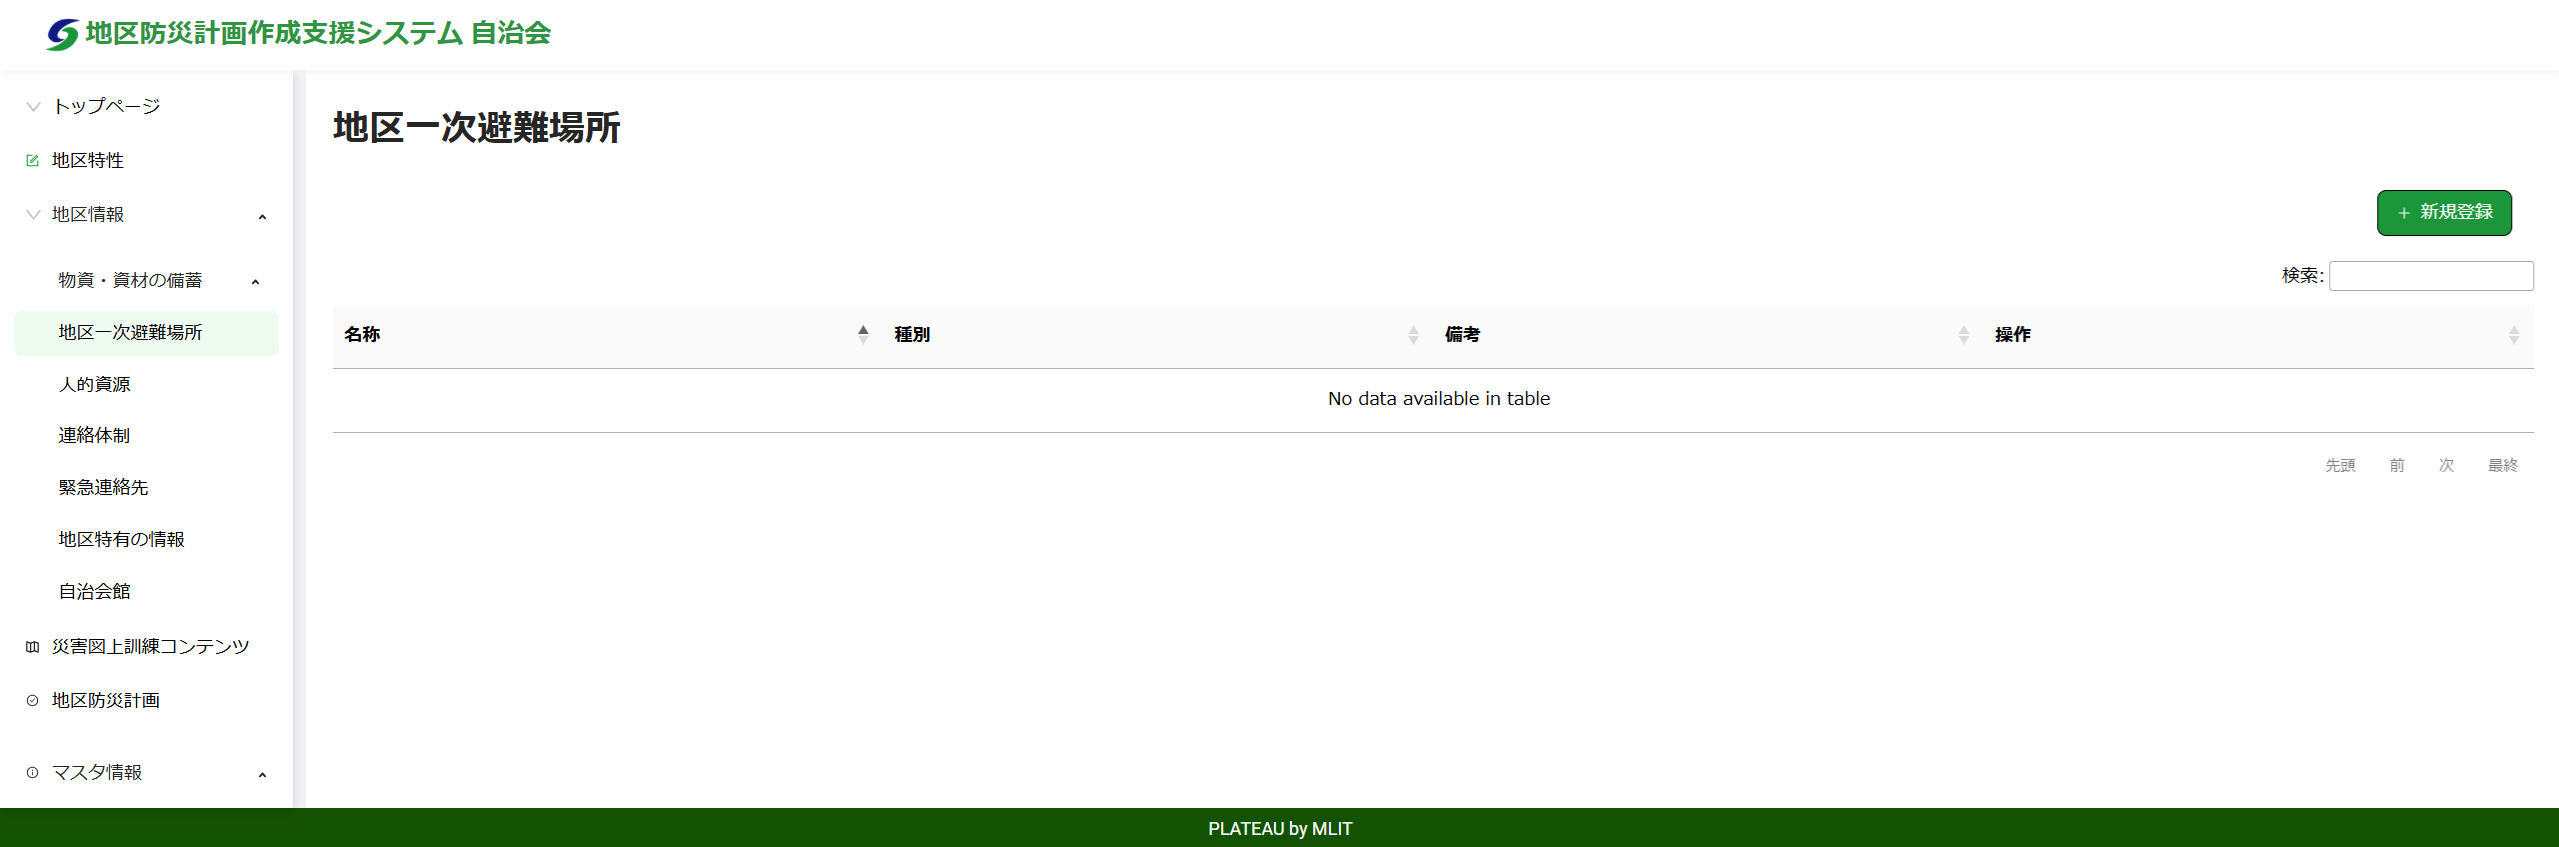 地区防災計画作成支援システム 自治会
トップページ
地区特性
地区情報
物資・資材の備蓄
地区一次避難場所
人的資源
連絡体制
緊急連絡先
地区特有の情報
自治会館
災害図上訓練コンテンツ
地区防災計画
マスタ情報
地区一次避難場所
+ 新規登録
検索:
名称 種別 備考 操作
No data available in table
先頭 前 次 最終
PLATEAU by MLIT